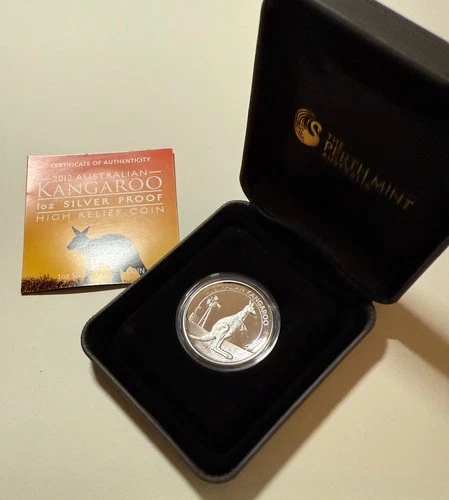 CERTIFICATE OF AUTHENTICITY
2012 AUSTRALIAN
KANGAROO
1oz SILVER PROOF
HIGH RELIEF COIN
THE
PERTH MINT
AUSTRALIA
KANGAROO